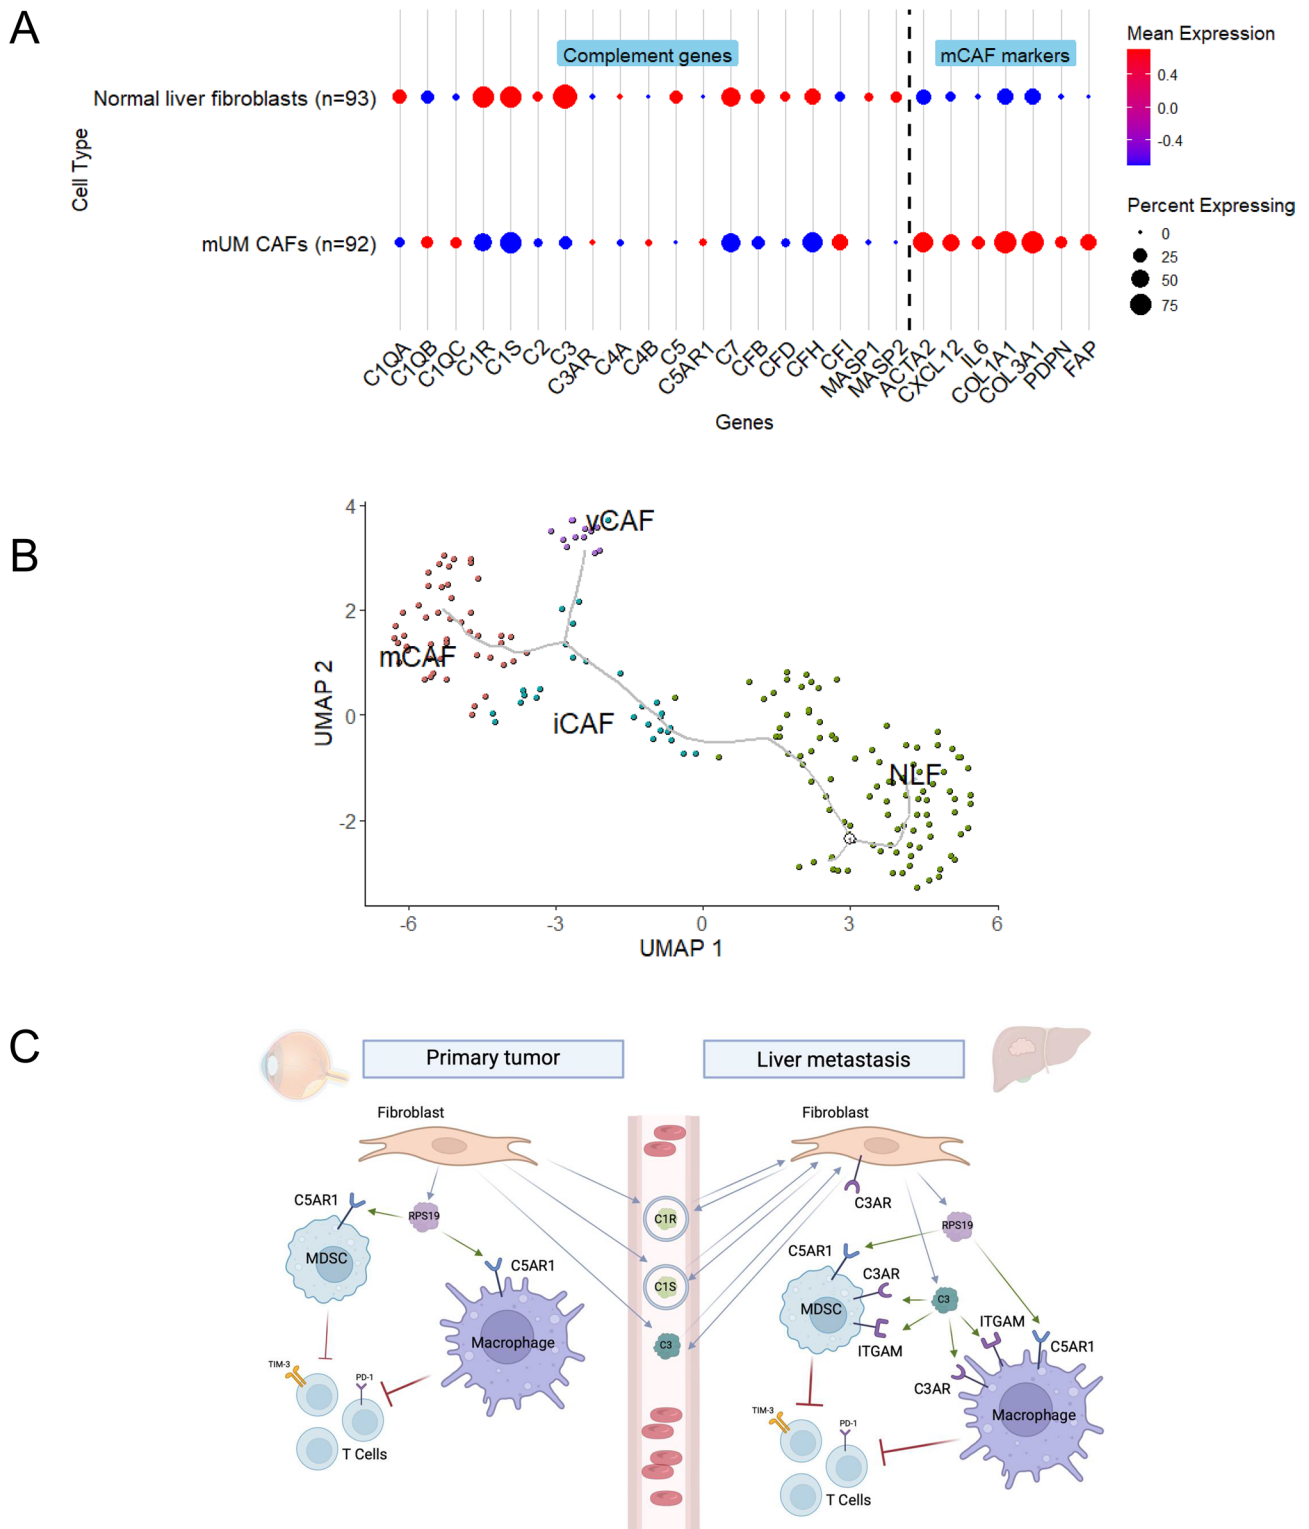 A
Complement genes
mCAF markers
Mean Expression
0.4
0.0
-0.4
Percent Expressing
0
25
50
75
Cell Type
Normal liver fibroblasts (n=93)
mUM CAFs (n=92)
C1QA
C1QB
C1QC
C1R
C1S
C2
C3
C3AR
C4A
C4B
C5
C5AR1
C7
CFB
CFD
CFH
CFI
MASP1
MASP2
ACTA2
CXCL12
IL6
COL1A1
COL3A1
PDPN
FAP
Genes
B
UMAP 2
4
2
0
-2
vCAF
mCAF
iCAF
NLF
1
-6
-3
0
3
6
UMAP 1
C
Primary tumor
Liver metastasis
Fibroblast
C5AR1
RPS19
MDSC
C5AR1
Macrophage
TIM-3
PD-1
T Cells
C1R
C1S
C3
Fibroblast
C3AR
RPS19
C5AR1
C3AR
MDSC
C3
ITGAM
ITGAM
C5AR1
C3AR
Macrophage
TIM-3
PD-1
T Cells